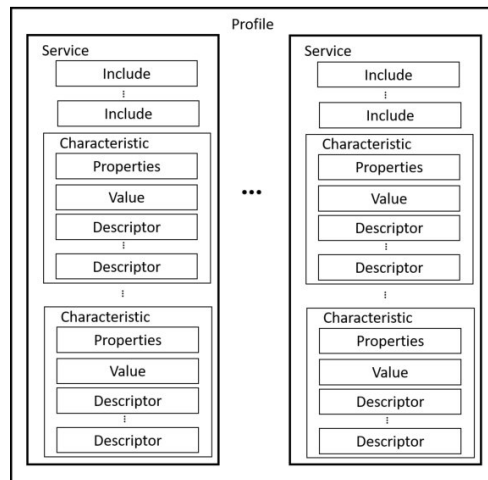 Profile
Service
Include
⁞
Include
Characteristic
Properties
Value
Descriptor
⁞
Descriptor
⁞
Characteristic
Properties
Value
Descriptor
⁞
Descriptor
•••
Service
Include
⁞
Include
Characteristic
Properties
Value
Descriptor
⁞
Descriptor
⁞
Characteristic
Properties
Value
Descriptor
⁞
Descriptor